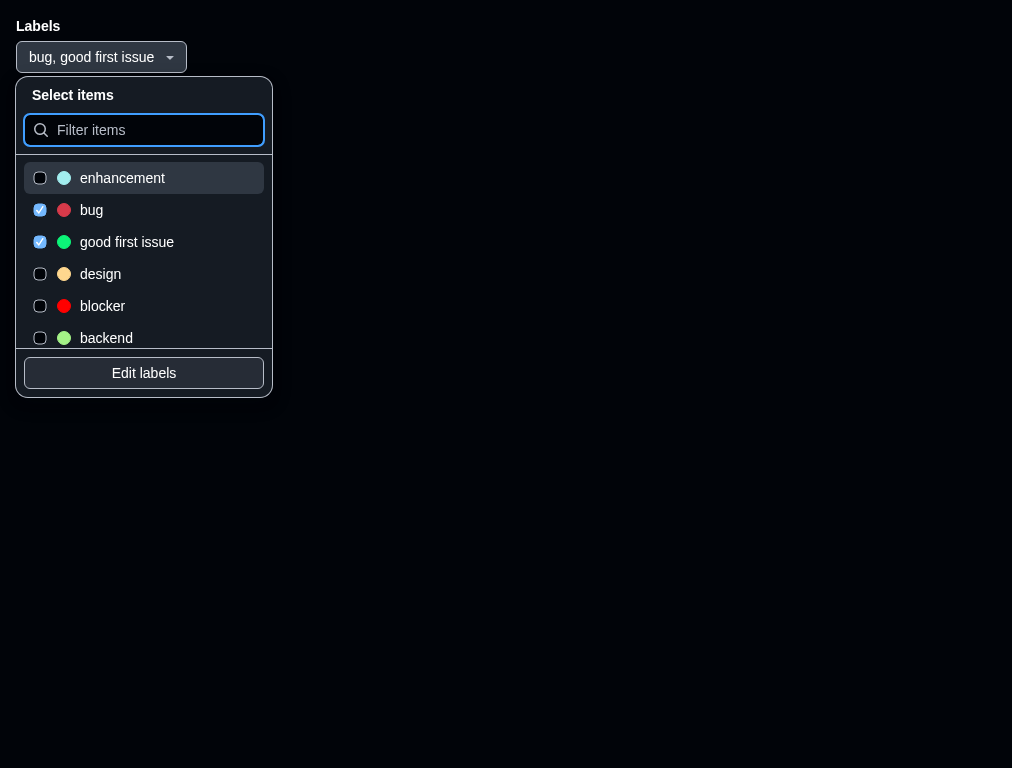 Labels
bug, good first issue
Select items
Filter items
enhancement
bug
good first issue
design
blocker
backend
Edit labels